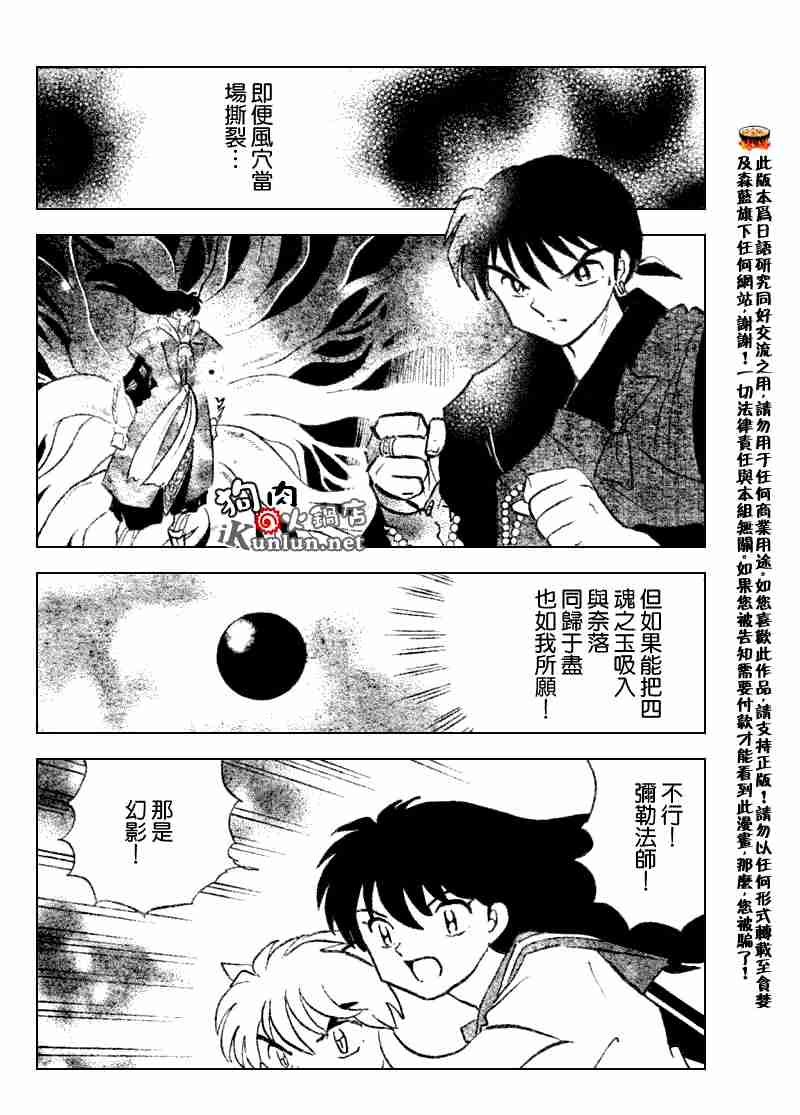 即便風穴當
場撕裂…
狗肉
火鍋店
iKunlun.net
但如果能把四
魂之玉吸入
與奈落
同歸于盡
也如我所願！
不行！
彌勒法師！
那是
幻影！
此版本爲日語研究同好交流之用，請勿用于任何商業用途。如您喜歡此作品，請支持正版！請勿以任何形式轉載至貪婪
及森藍旗下任何網站，謝謝！一切法律責任與本組無關。如果您被告知需要付款才能看到此漫畫，那麽，您被騙了！